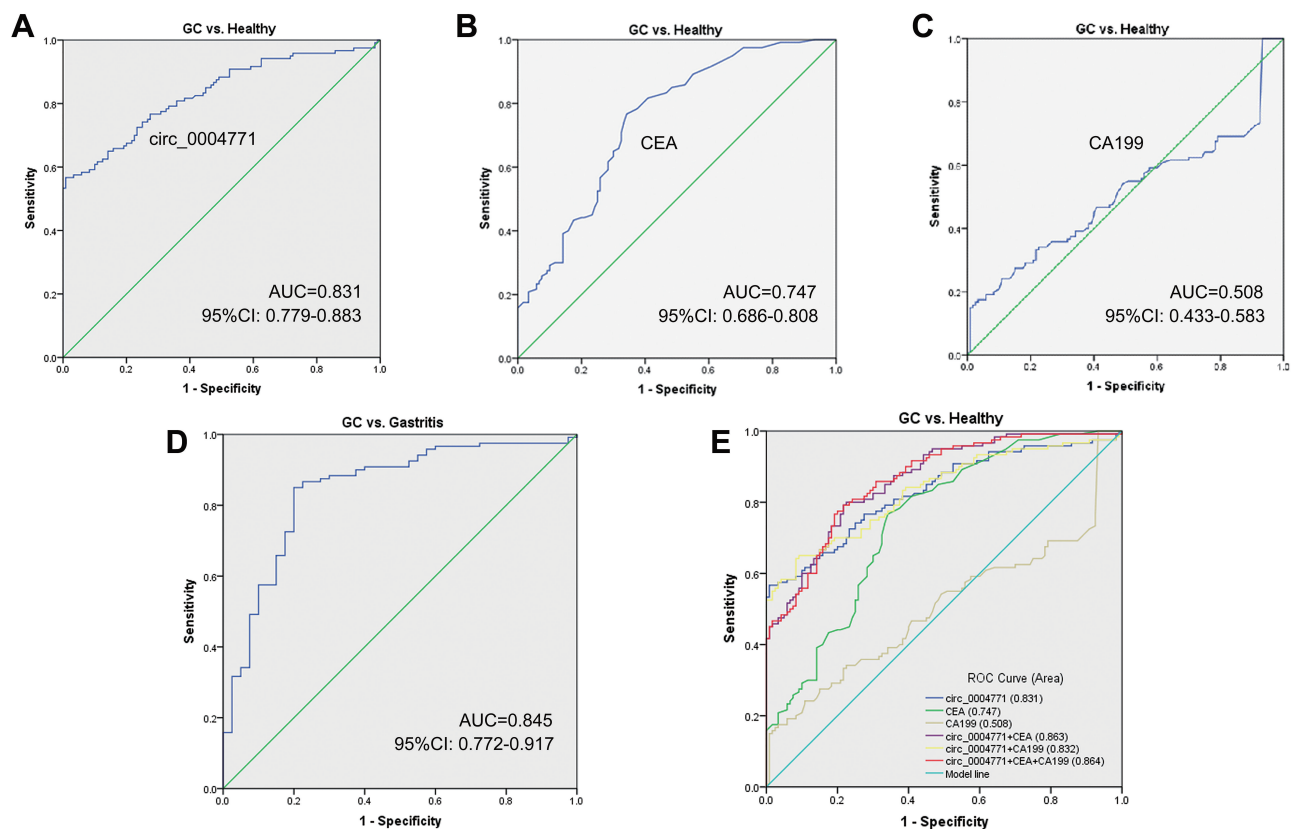 A
GC vs. Healthy
1.0
0.8
0.6
0.4
0.2
0.0
Sensitivity
circ_0004771
AUC=0.831
95%CI: 0.779-0.883
0.0 0.2 0.4 0.6 0.8 1.0
1 - Specificity
B
GC vs. Healthy
1.0
0.8
0.6
0.4
0.2
0.0
Sensitivity
CEA
AUC=0.747
95%CI: 0.686-0.808
0.0 0.2 0.4 0.6 0.8 1.0
1 - Specificity
C
GC vs. Healthy
1.0
0.8
0.6
0.4
0.2
0.0
Sensitivity
CA199
AUC=0.508
95%CI: 0.433-0.583
0.0 0.2 0.4 0.6 0.8 1.0
1 - Specificity
D
GC vs. Gastritis
1.0
0.8
0.6
0.4
0.2
0.0
Sensitivity
AUC=0.845
95%CI: 0.772-0.917
0.0 0.2 0.4 0.6 0.8 1.0
1 - Specificity
E
GC vs. Healthy
1.0
0.8
0.6
0.4
0.2
0.0
Sensitivity
ROC Curve (Area)
circ_0004771 (0.831)
CEA (0.747)
CA199 (0.508)
circ_0004771+CEA (0.863)
circ_0004771+CA199 (0.832)
circ_0004771+CEA+CA199 (0.864)
Model line
0.0 0.2 0.4 0.6 0.8 1.0
1 - Specificity